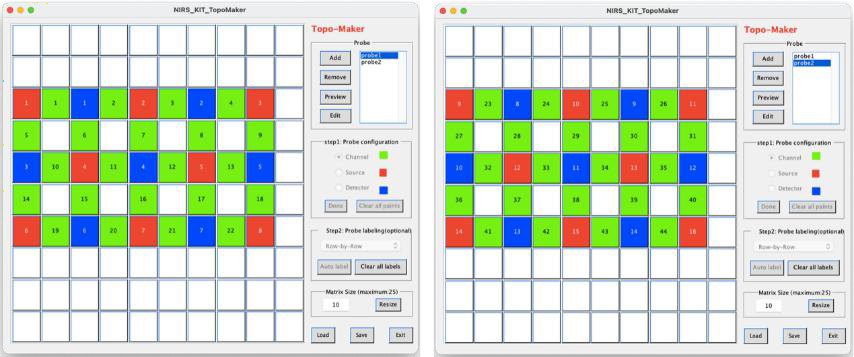 NIRS_KIT_TopoMaker
Topo-Maker
Probe
Add
Remove
Preview
Edit
probe1
probe2
step1: Probe configuration
Channel
Source
Detector
Done
Clear all paints
Step2: Probe labeling(optional)
Row-by-Row
Auto label
Clear all labels
Matrix Size (maximum:25)
10
Resize
Load
Save
Exit
1 1 1 2 2 3 2 4 3
5 6 7 8 9
3 10 4 11 4 12 5 13 5
14 15 16 17 18
6 19 6 20 7 21 7 22 8
NIRS_KIT_TopoMaker
Topo-Maker
Probe
Add
Remove
Preview
Edit
probe1
probe2
step1: Probe configuration
Channel
Source
Detector
Done
Clear all paints
Step2: Probe labeling(optional)
Row-by-Row
Auto label
Clear all labels
Matrix Size (maximum:25)
10
Resize
Load
Save
Exit
9 23 8 24 10 25 9 26 11
27 28 29 30 31
10 32 12 33 11 34 13 35 12
36 37 38 39 40
14 41 13 42 15 43 14 44 16